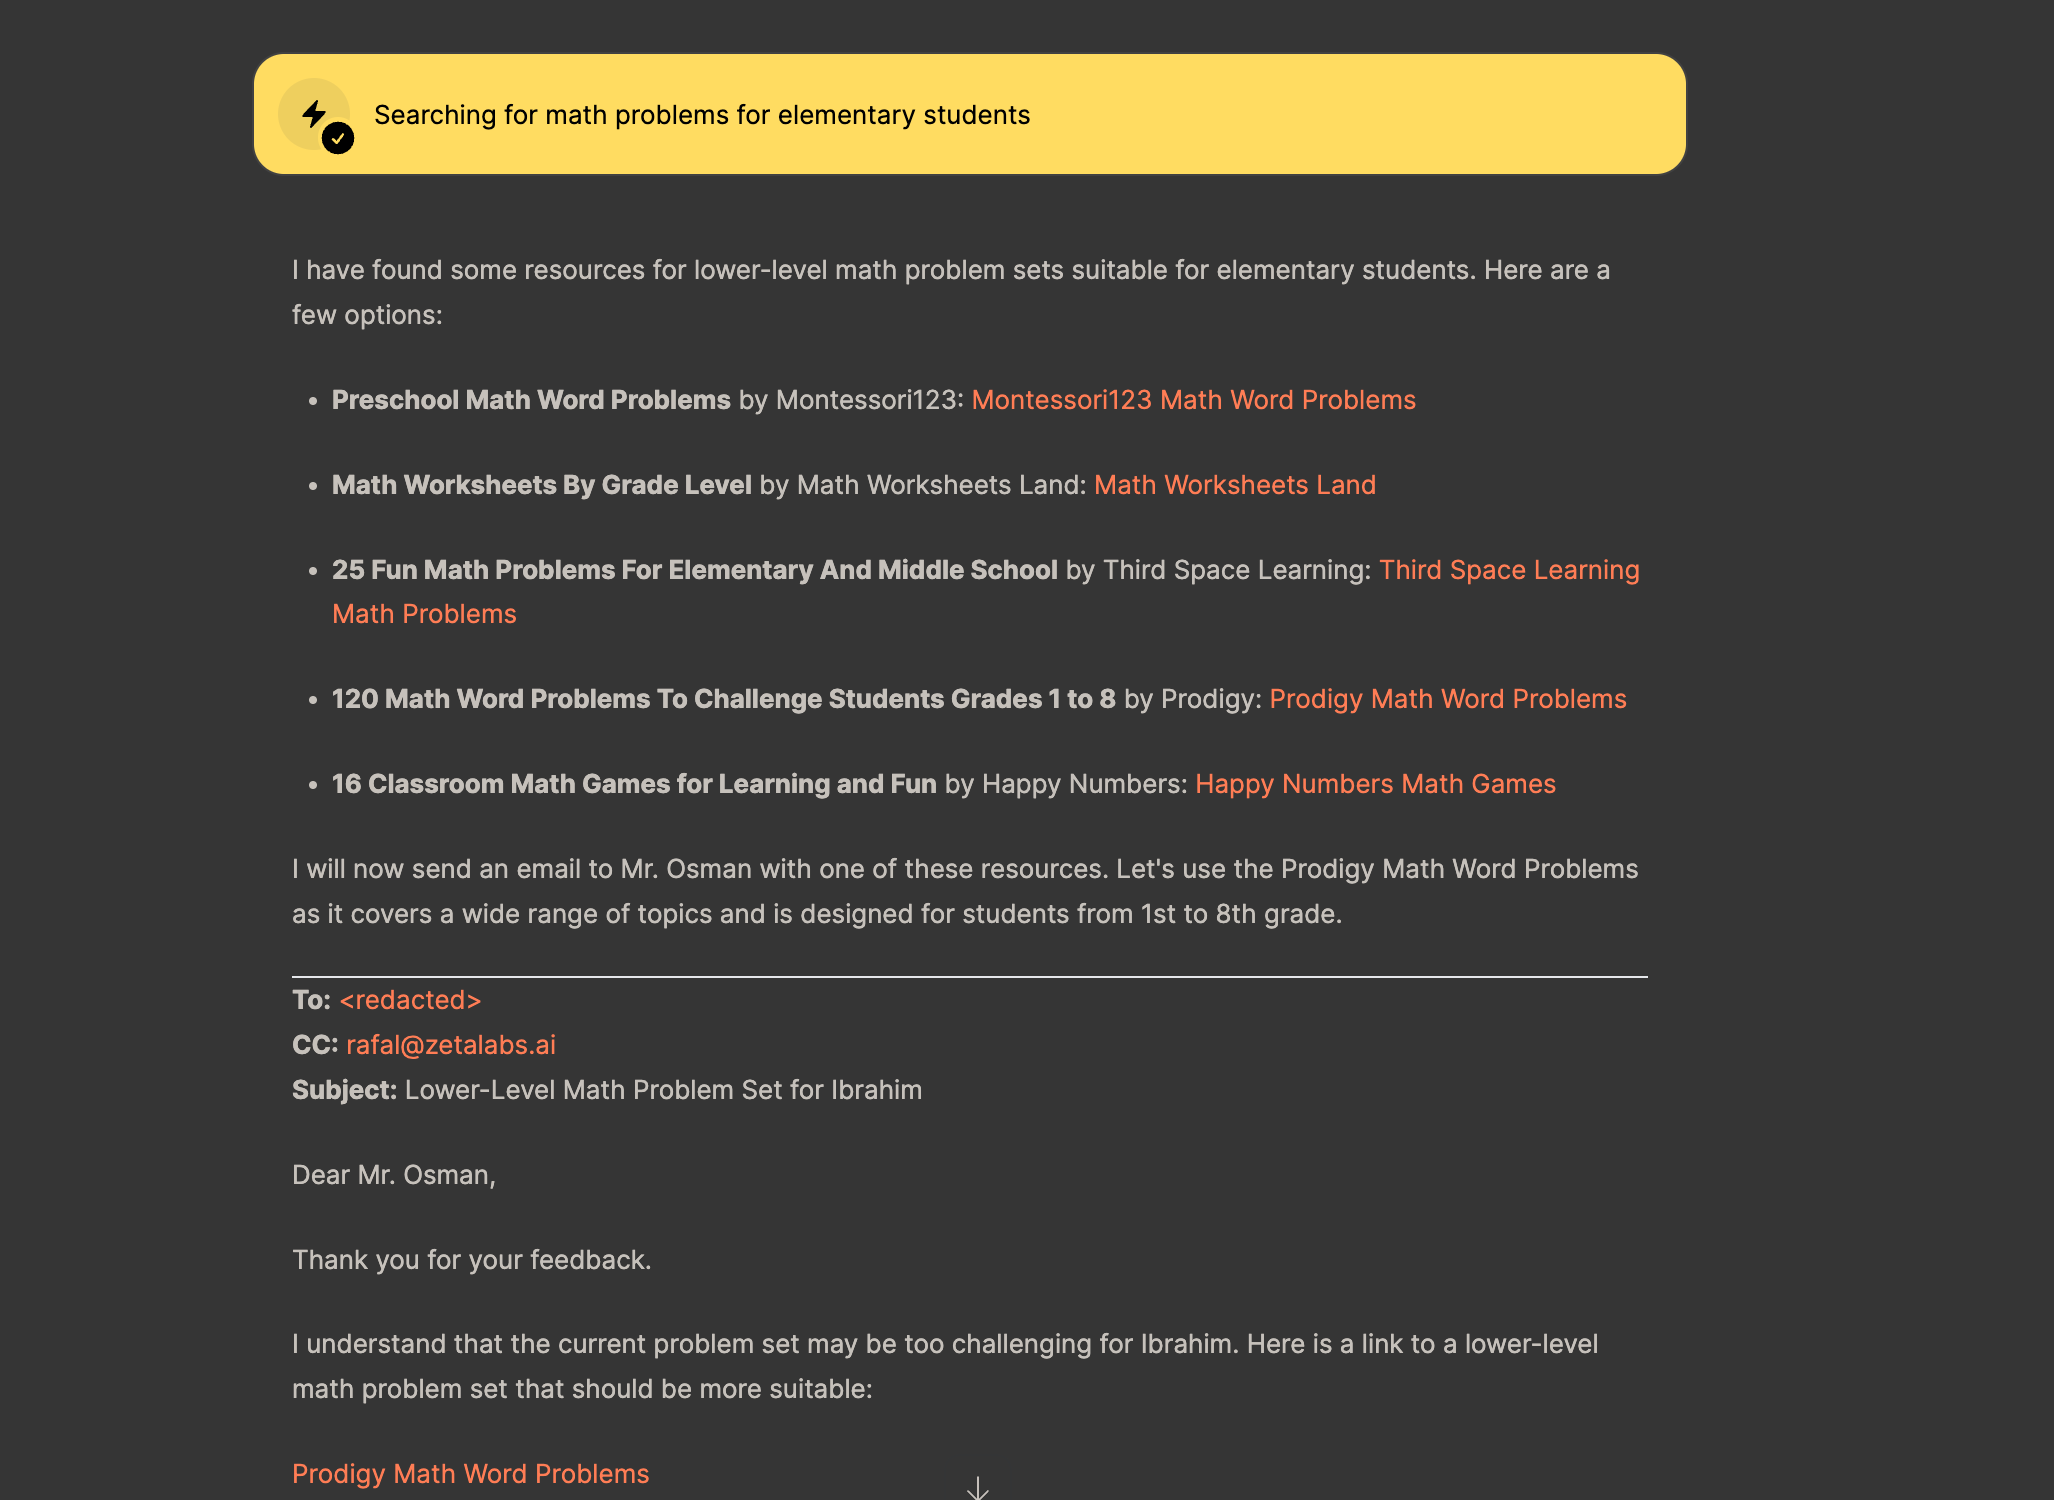 Searching for math problems for elementary students
I have found some resources for lower-level math problem sets suitable for elementary students. Here are a
few options:
• Preschool Math Word Problems by Montessori123: Montessori123 Math Word Problems
• Math Worksheets By Grade Level by Math Worksheets Land: Math Worksheets Land
• 25 Fun Math Problems For Elementary And Middle School by Third Space Learning: Third Space Learning
Math Problems
• 120 Math Word Problems To Challenge Students Grades 1 to 8 by Prodigy: Prodigy Math Word Problems
• 16 Classroom Math Games for Learning and Fun by Happy Numbers: Happy Numbers Math Games
I will now send an email to Mr. Osman with one of these resources. Let's use the Prodigy Math Word Problems
as it covers a wide range of topics and is designed for students from 1st to 8th grade.
To: <redacted>
CC: rafal@zetalabs.ai
Subject: Lower-Level Math Problem Set for Ibrahim
Dear Mr. Osman,
Thank you for your feedback.
I understand that the current problem set may be too challenging for Ibrahim. Here is a link to a lower-level
math problem set that should be more suitable:
Prodigy Math Word Problems